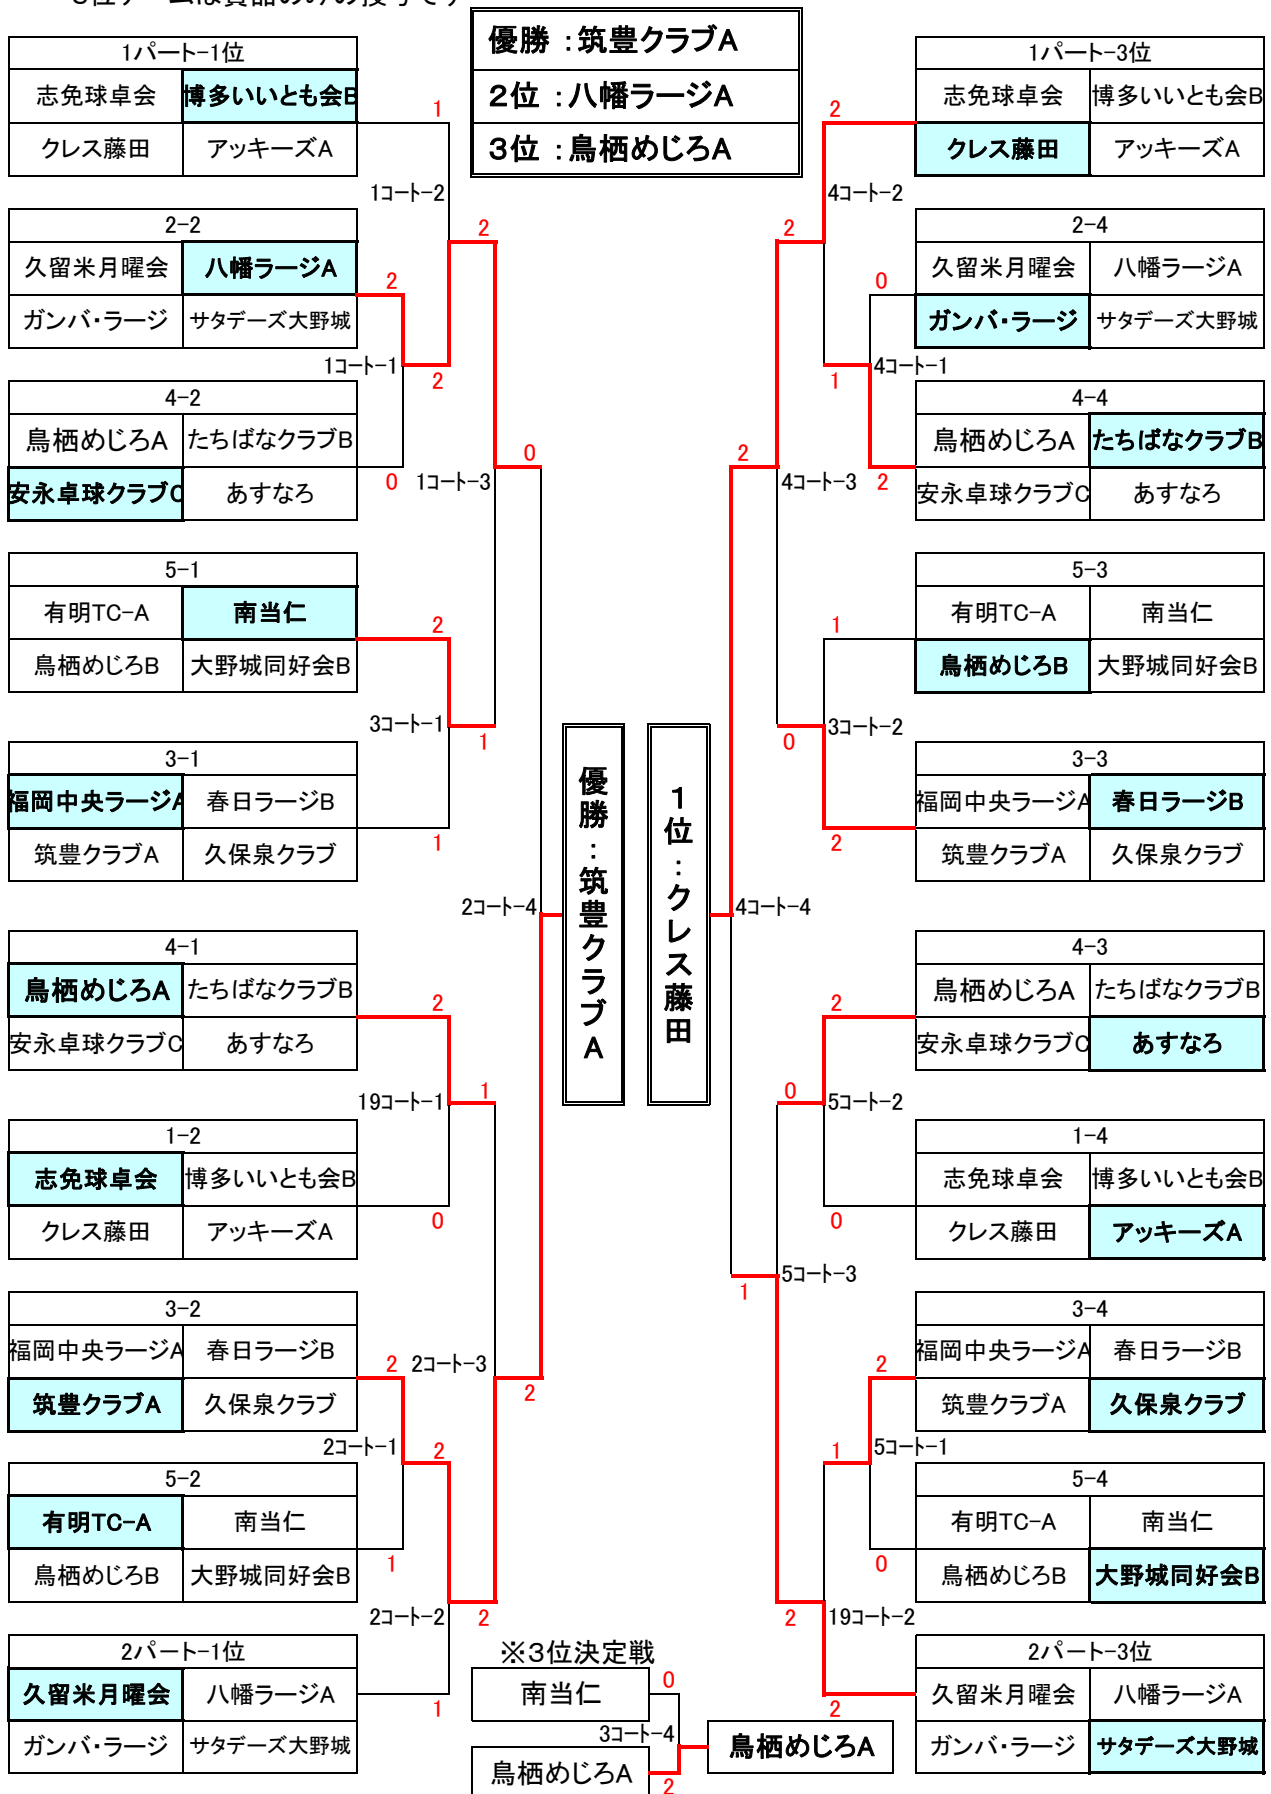 優勝 ：筑豊クラブA
2位 ：八幡ラージA
3位 ：鳥栖めじろA
1パート-1位
志免球卓会 博多いいとも会B
クレス藤田 アッキーズA
1
1コート-2
2-2
久留米月曜会 八幡ラージA
ガンバ・ラージ サタデーズ大野城
2
2
1コート-1
2
4-2
鳥栖めじろA たちばなクラブB
安永卓球クラブC あすなろ
0
1コート-3
0
5-1
有明TC-A 南当仁
鳥栖めじろB 大野城同好会B
2
3コート-1
1
3-1
福岡中央ラージA 春日ラージB
筑豊クラブA 久保泉クラブ
1
2コート-4
優勝：筑豊クラブA
4-1
鳥栖めじろA たちばなクラブB
安永卓球クラブC あすなろ
2
19コート-1
1
1-2
志免球卓会 博多いいとも会B
クレス藤田 アッキーズA
0
3-2
福岡中央ラージA 春日ラージB
筑豊クラブA 久保泉クラブ
2
2コート-3
2
2コート-1
2
5-2
有明TC-A 南当仁
鳥栖めじろB 大野城同好会B
1
2コート-2
2
2パート-1位
久留米月曜会 八幡ラージA
ガンバ・ラージ サタデーズ大野城
1
※3位決定戦
南当仁
0
3コート-4
鳥栖めじろA
2
鳥栖めじろA
1パート-3位
志免球卓会 博多いいとも会B
クレス藤田 アッキーズA
2
4コート-2
2
2-4
久留米月曜会 八幡ラージA
ガンバ・ラージ サタデーズ大野城
0
4コート-1
1
4-4
鳥栖めじろA たちばなクラブB
安永卓球クラブC あすなろ
2
4コート-3
2
5-3
有明TC-A 南当仁
鳥栖めじろB 大野城同好会B
1
3コート-2
0
3-3
福岡中央ラージA 春日ラージB
筑豊クラブA 久保泉クラブ
2
4コート-4
1位：クレス藤田
4-3
鳥栖めじろA たちばなクラブB
安永卓球クラブC あすなろ
2
5コート-2
0
1-4
志免球卓会 博多いいとも会B
クレス藤田 アッキーズA
0
5コート-3
1
3-4
福岡中央ラージA 春日ラージB
筑豊クラブA 久保泉クラブ
2
5コート-1
1
5-4
有明TC-A 南当仁
鳥栖めじろB 大野城同好会B
0
19コート-2
2
2パート-3位
久留米月曜会 八幡ラージA
ガンバ・ラージ サタデーズ大野城
2